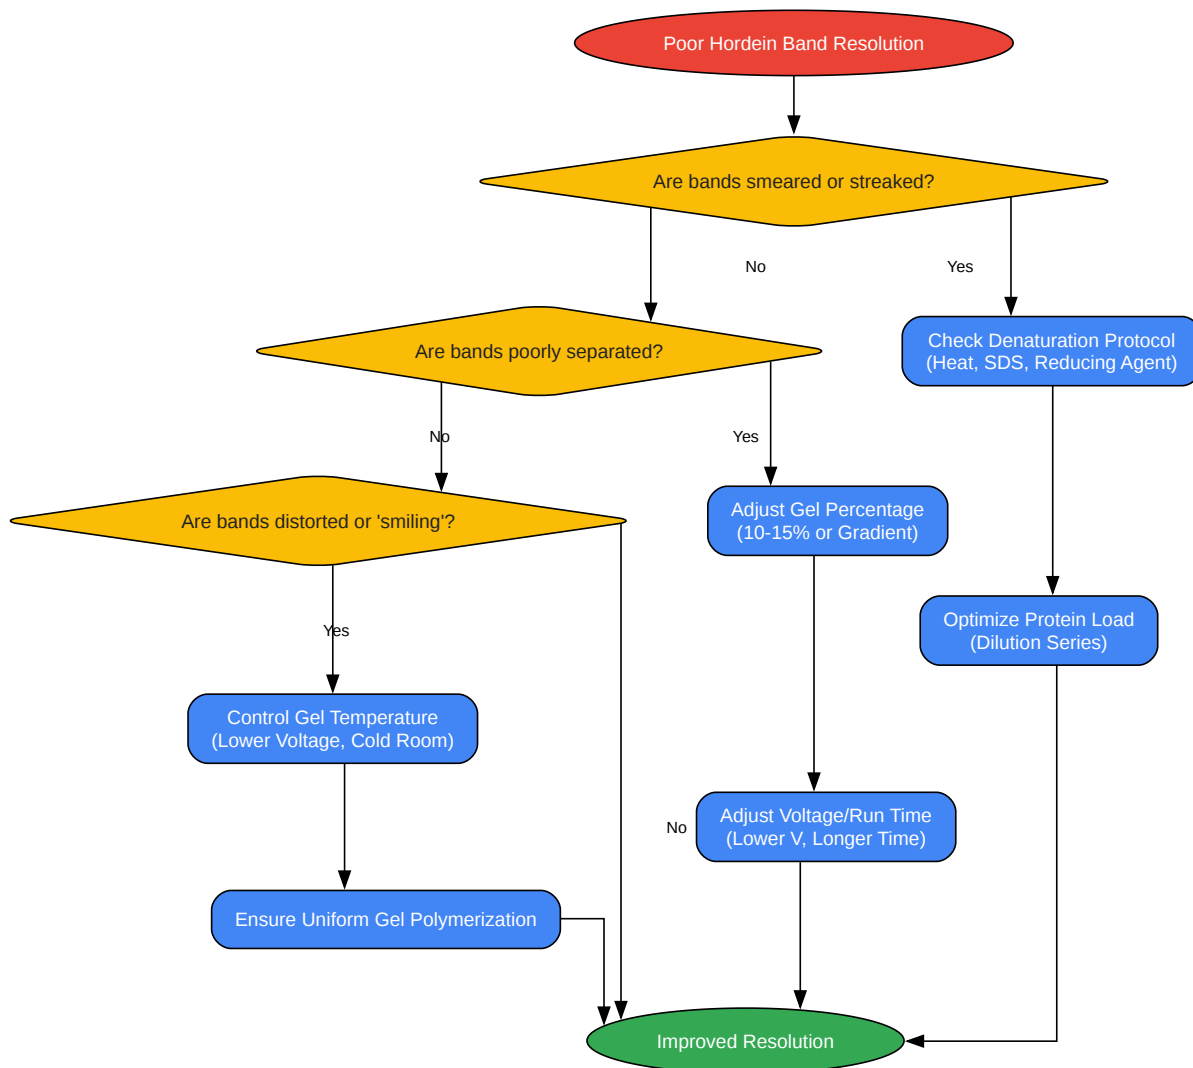 Poor Hordein Band Resolution
Are bands smeared or streaked?
No
Yes
Check Denaturation Protocol
(Heat, SDS, Reducing Agent)
Are bands poorly separated?
No
Yes
Adjust Gel Percentage
(10-15% or Gradient)
Are bands distorted or 'smiling'?
Optimize Protein Load
(Dilution Series)
Yes
Control Gel Temperature
(Lower Voltage, Cold Room)
No
Adjust Voltage/Run Time
(Lower V, Longer Time)
Ensure Uniform Gel Polymerization
Improved Resolution